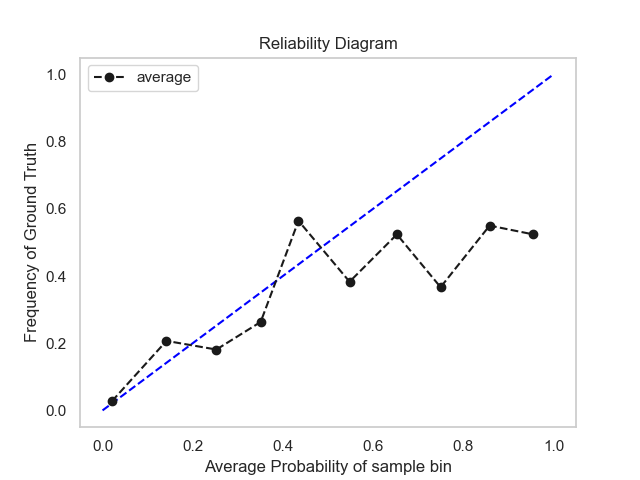 Reliability Diagram
average
Frequency of Ground Truth
1.0
0.8
0.6
0.4
0.2
0.0
0.0 0.2 0.4 0.6 0.8 1.0
Average Probability of sample bin